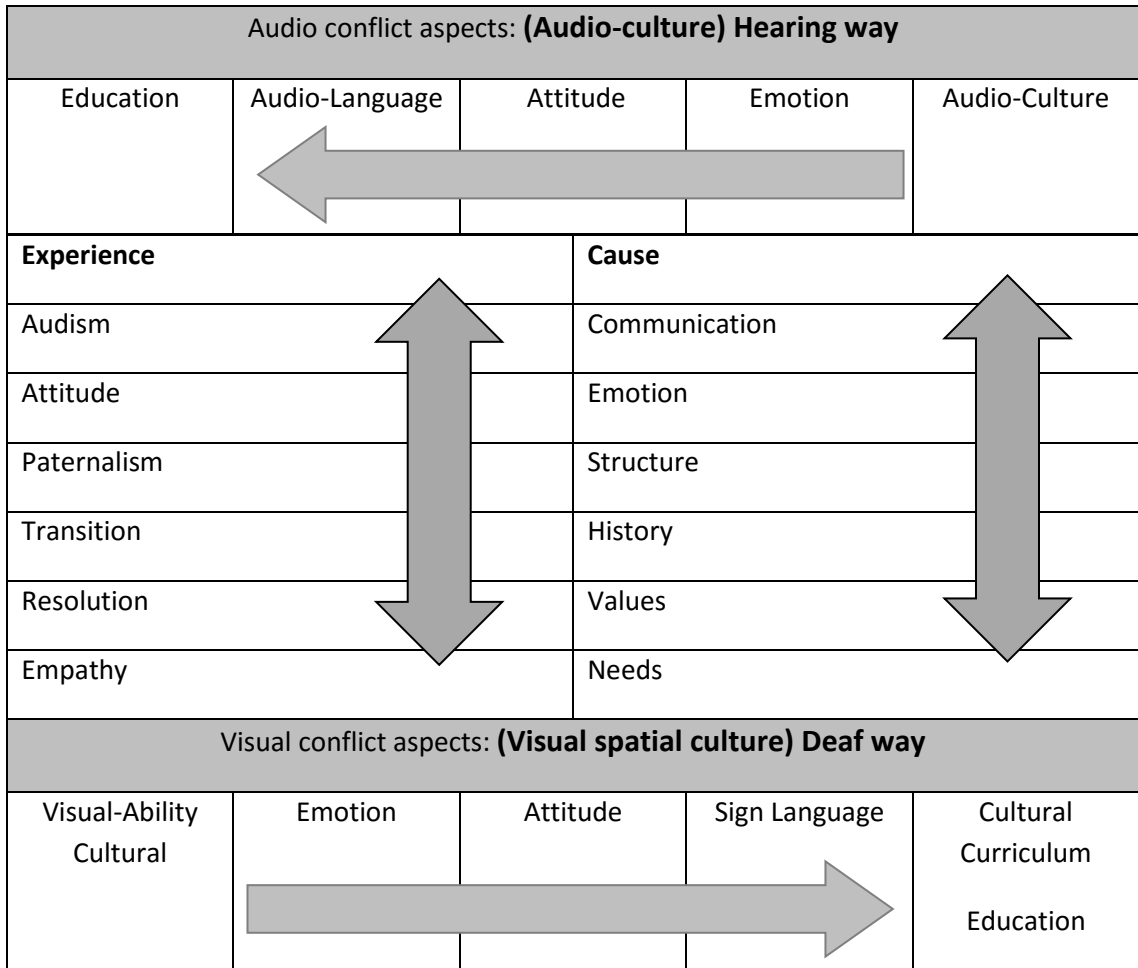 Audio conflict aspects: (Audio-culture) Hearing way
Education Audio-Language Attitude Emotion Audio-Culture
Experience Cause
Audism Communication
Attitude Emotion
Paternalism Structure
Transition History
Resolution Values
Empathy Needs
Visual conflict aspects: (Visual spatial culture) Deaf way
Visual-Ability Emotion Attitude Sign Language Cultural
Cultural Curriculum
Education